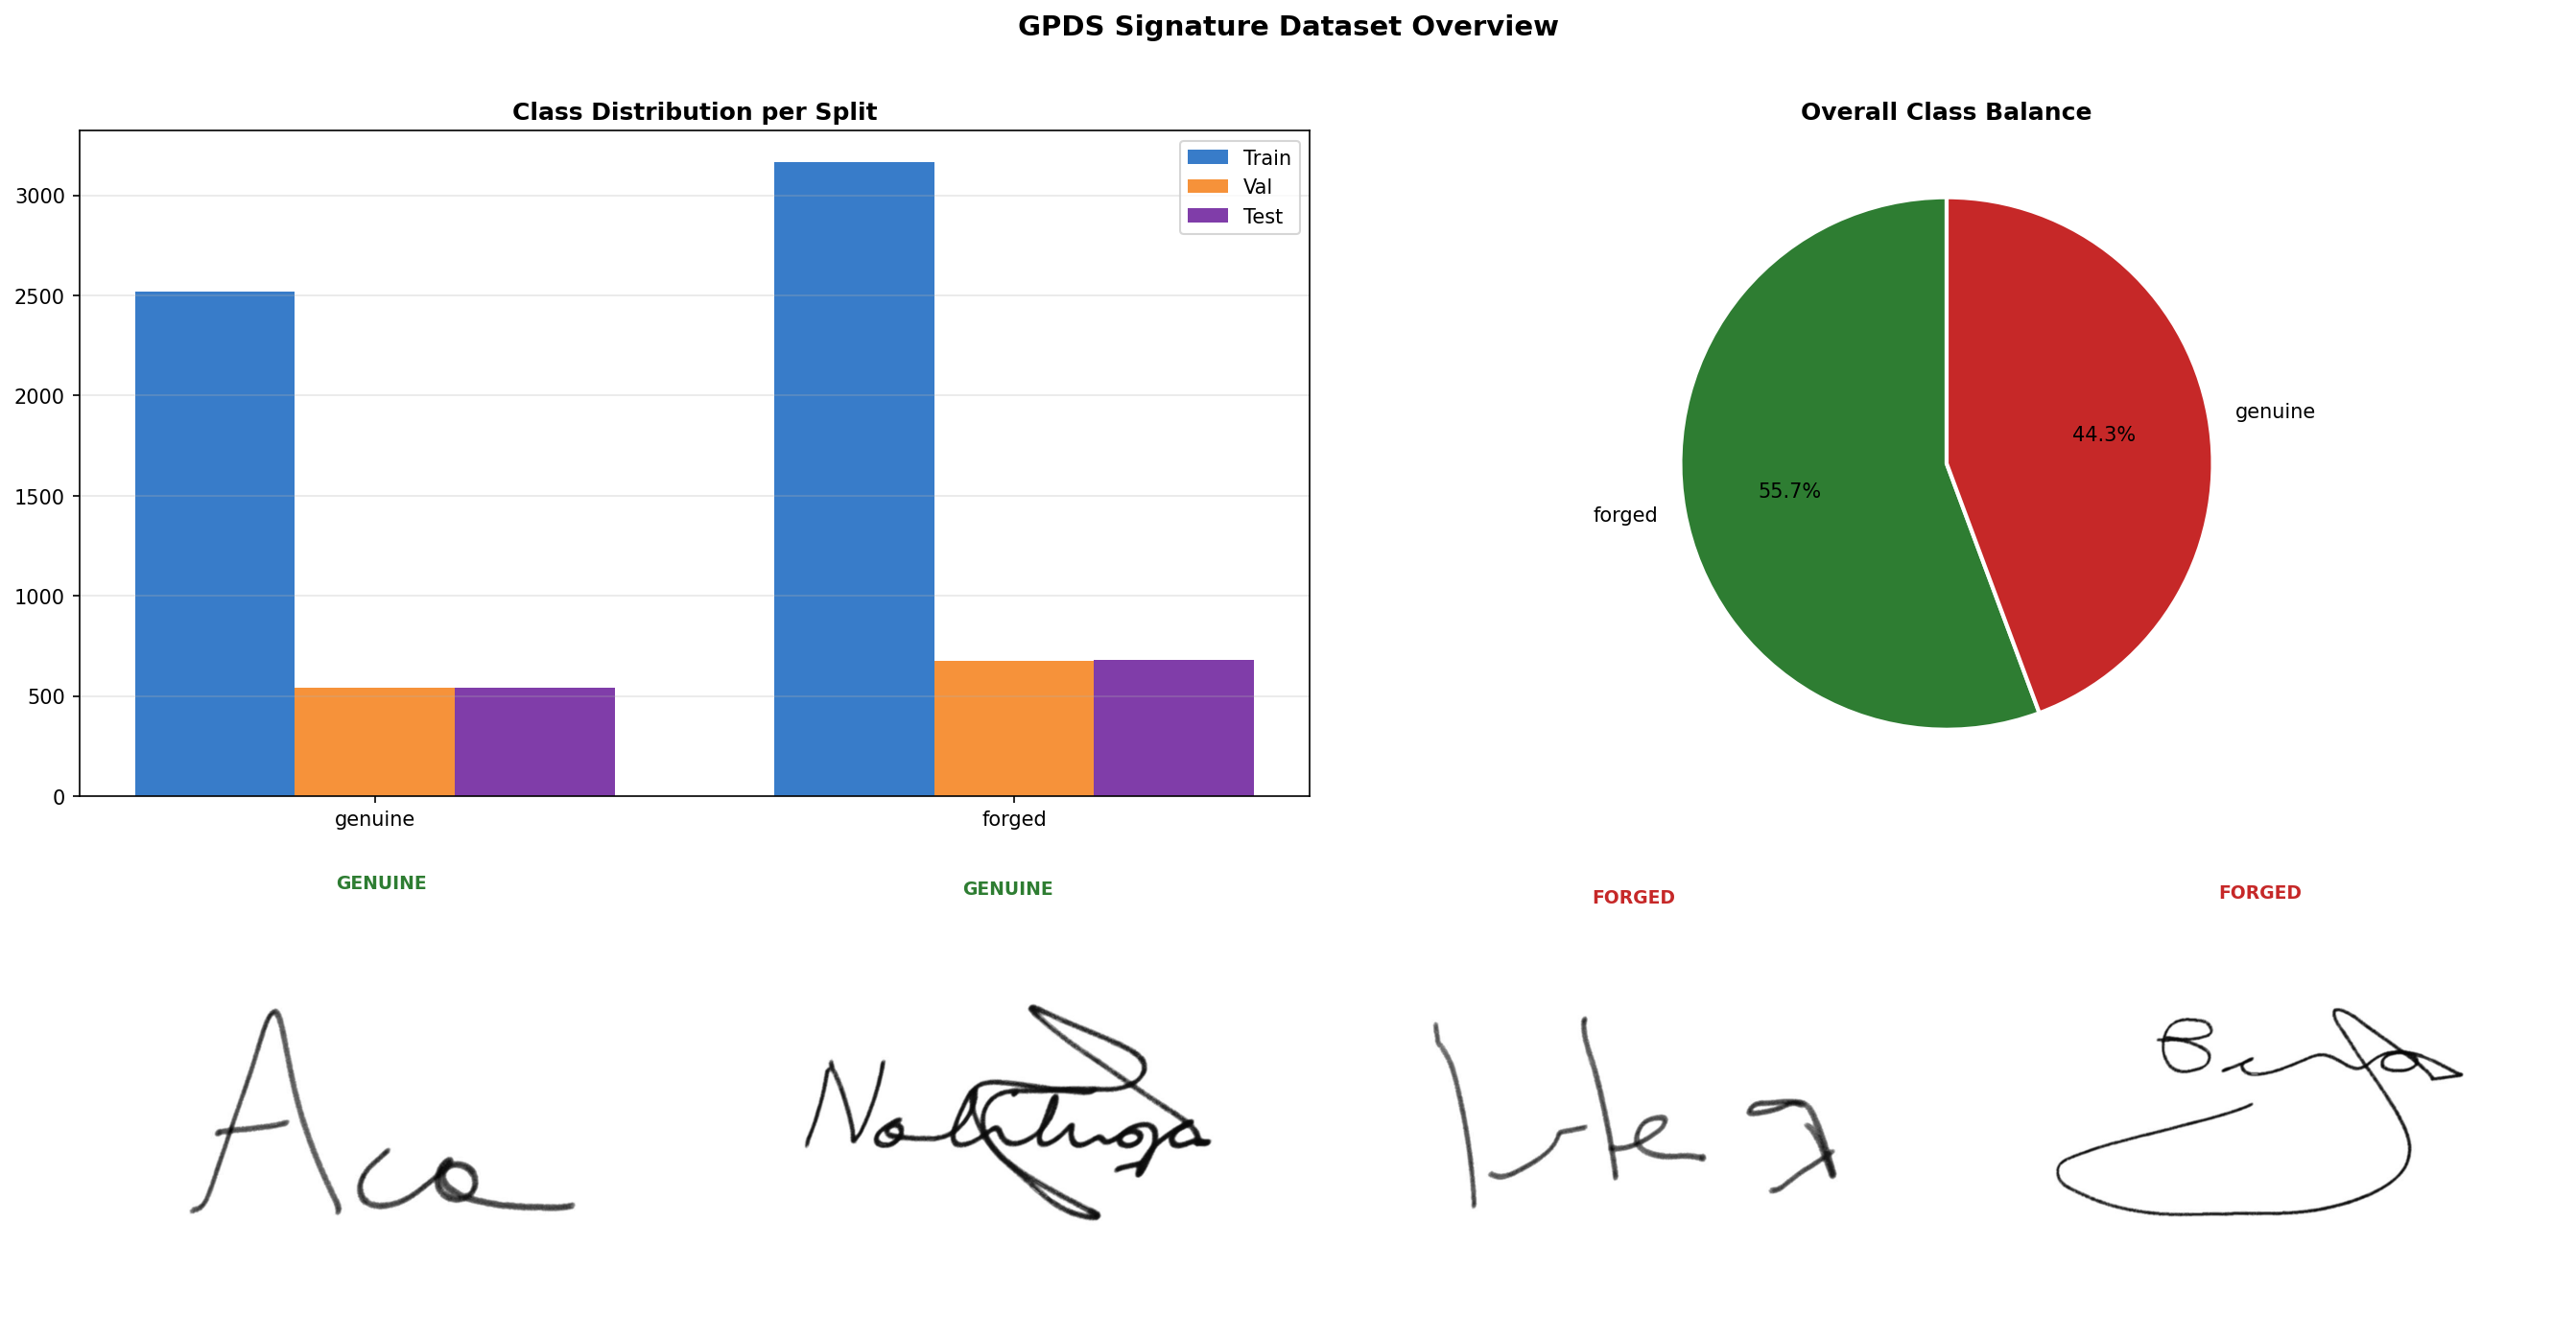 GPDS Signature Dataset Overview
Class Distribution per Split
3000
2500
2000
1500
1000
500
0
genuine
forged
Train
Val
Test
Overall Class Balance
44.3%
genuine
55.7%
forged
GENUINE
GENUINE
FORGED
FORGED